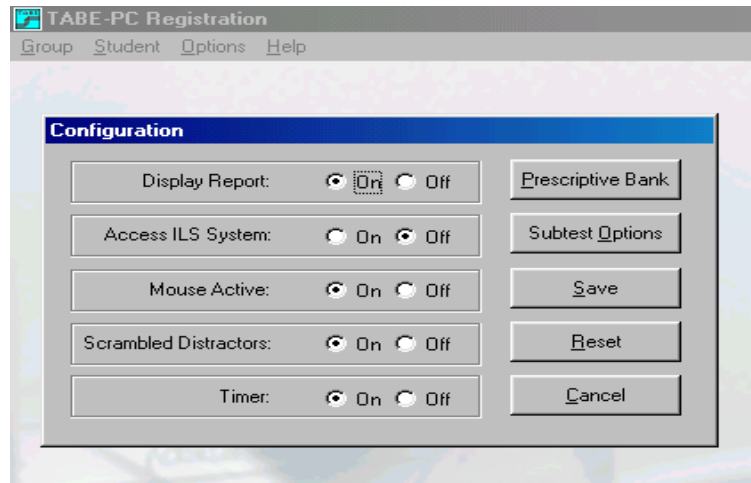 TABE-PC Registration
Group Student Options Help
Configuration
Display Report: On Off Prescriptive Bank
Access ILS System: On Off Subtest Options
Mouse Active: On Off Save
Scrambled Distractors: On Off Reset
Timer: On Off Cancel